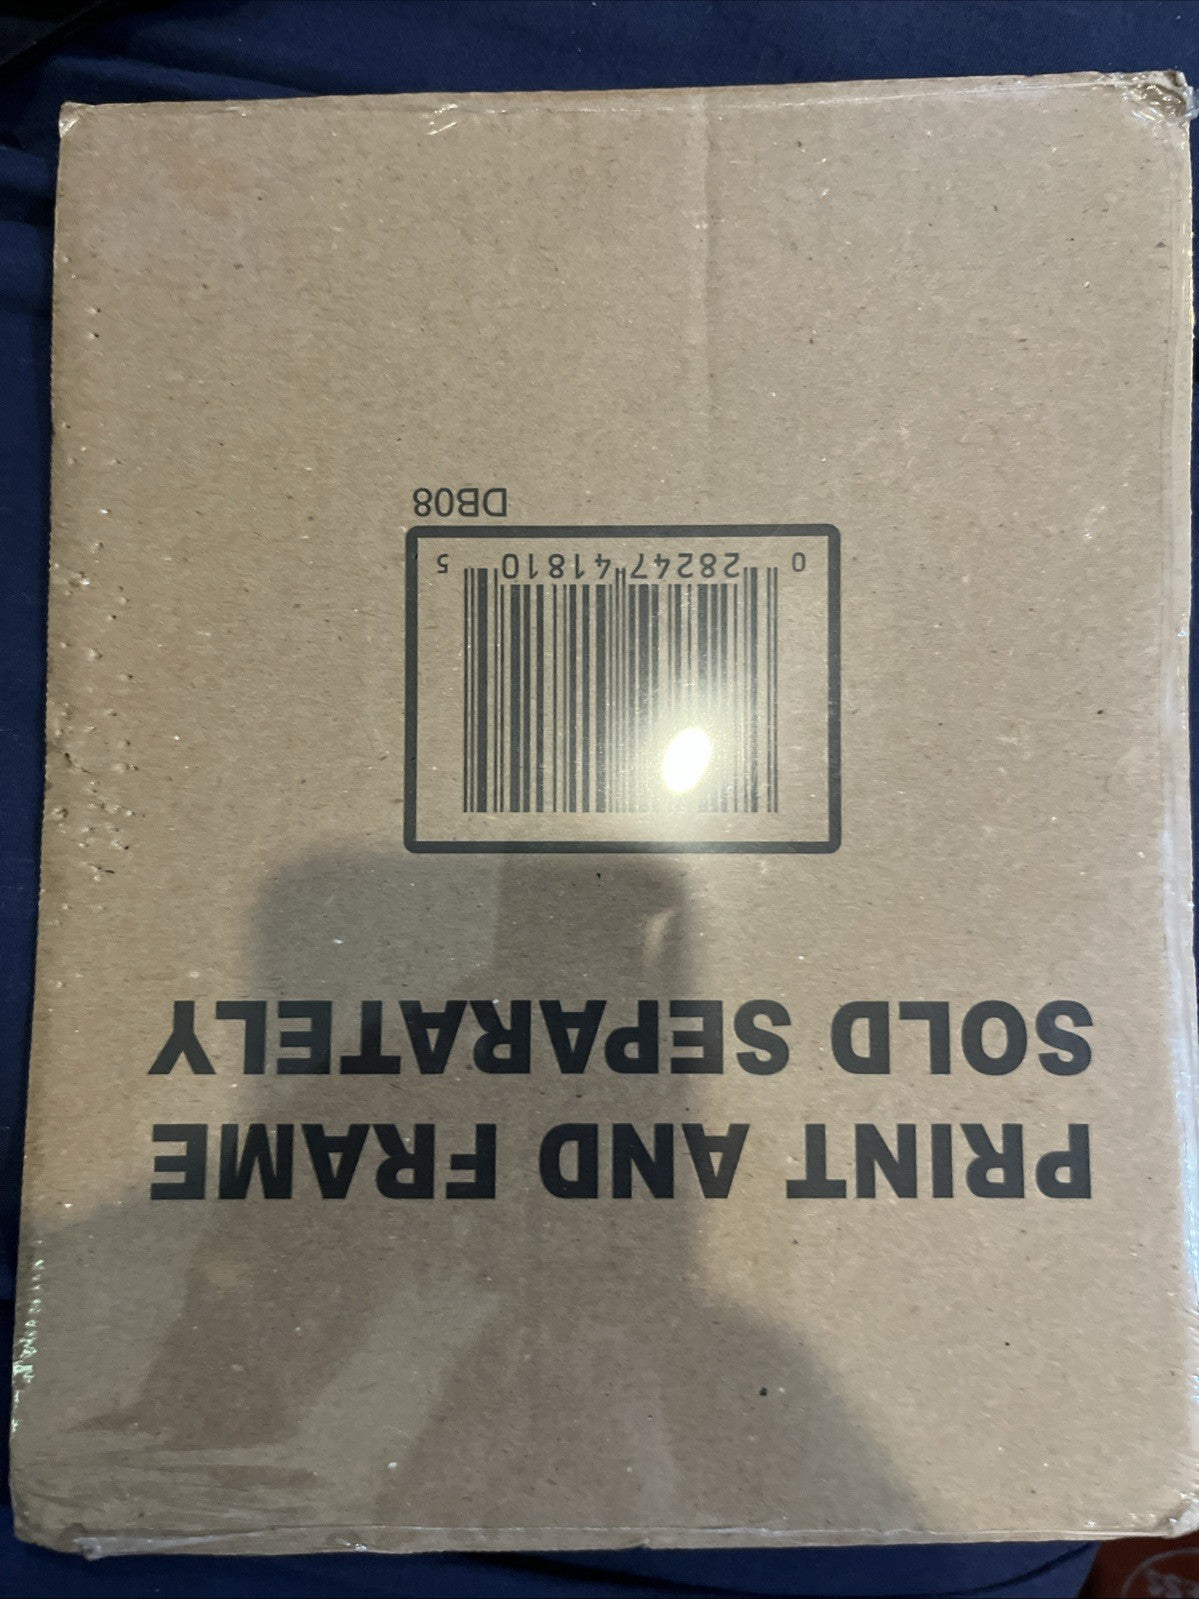 PRINT AND FRAME
SOLD SEPARATELY
0 28247 41810 5
DB08